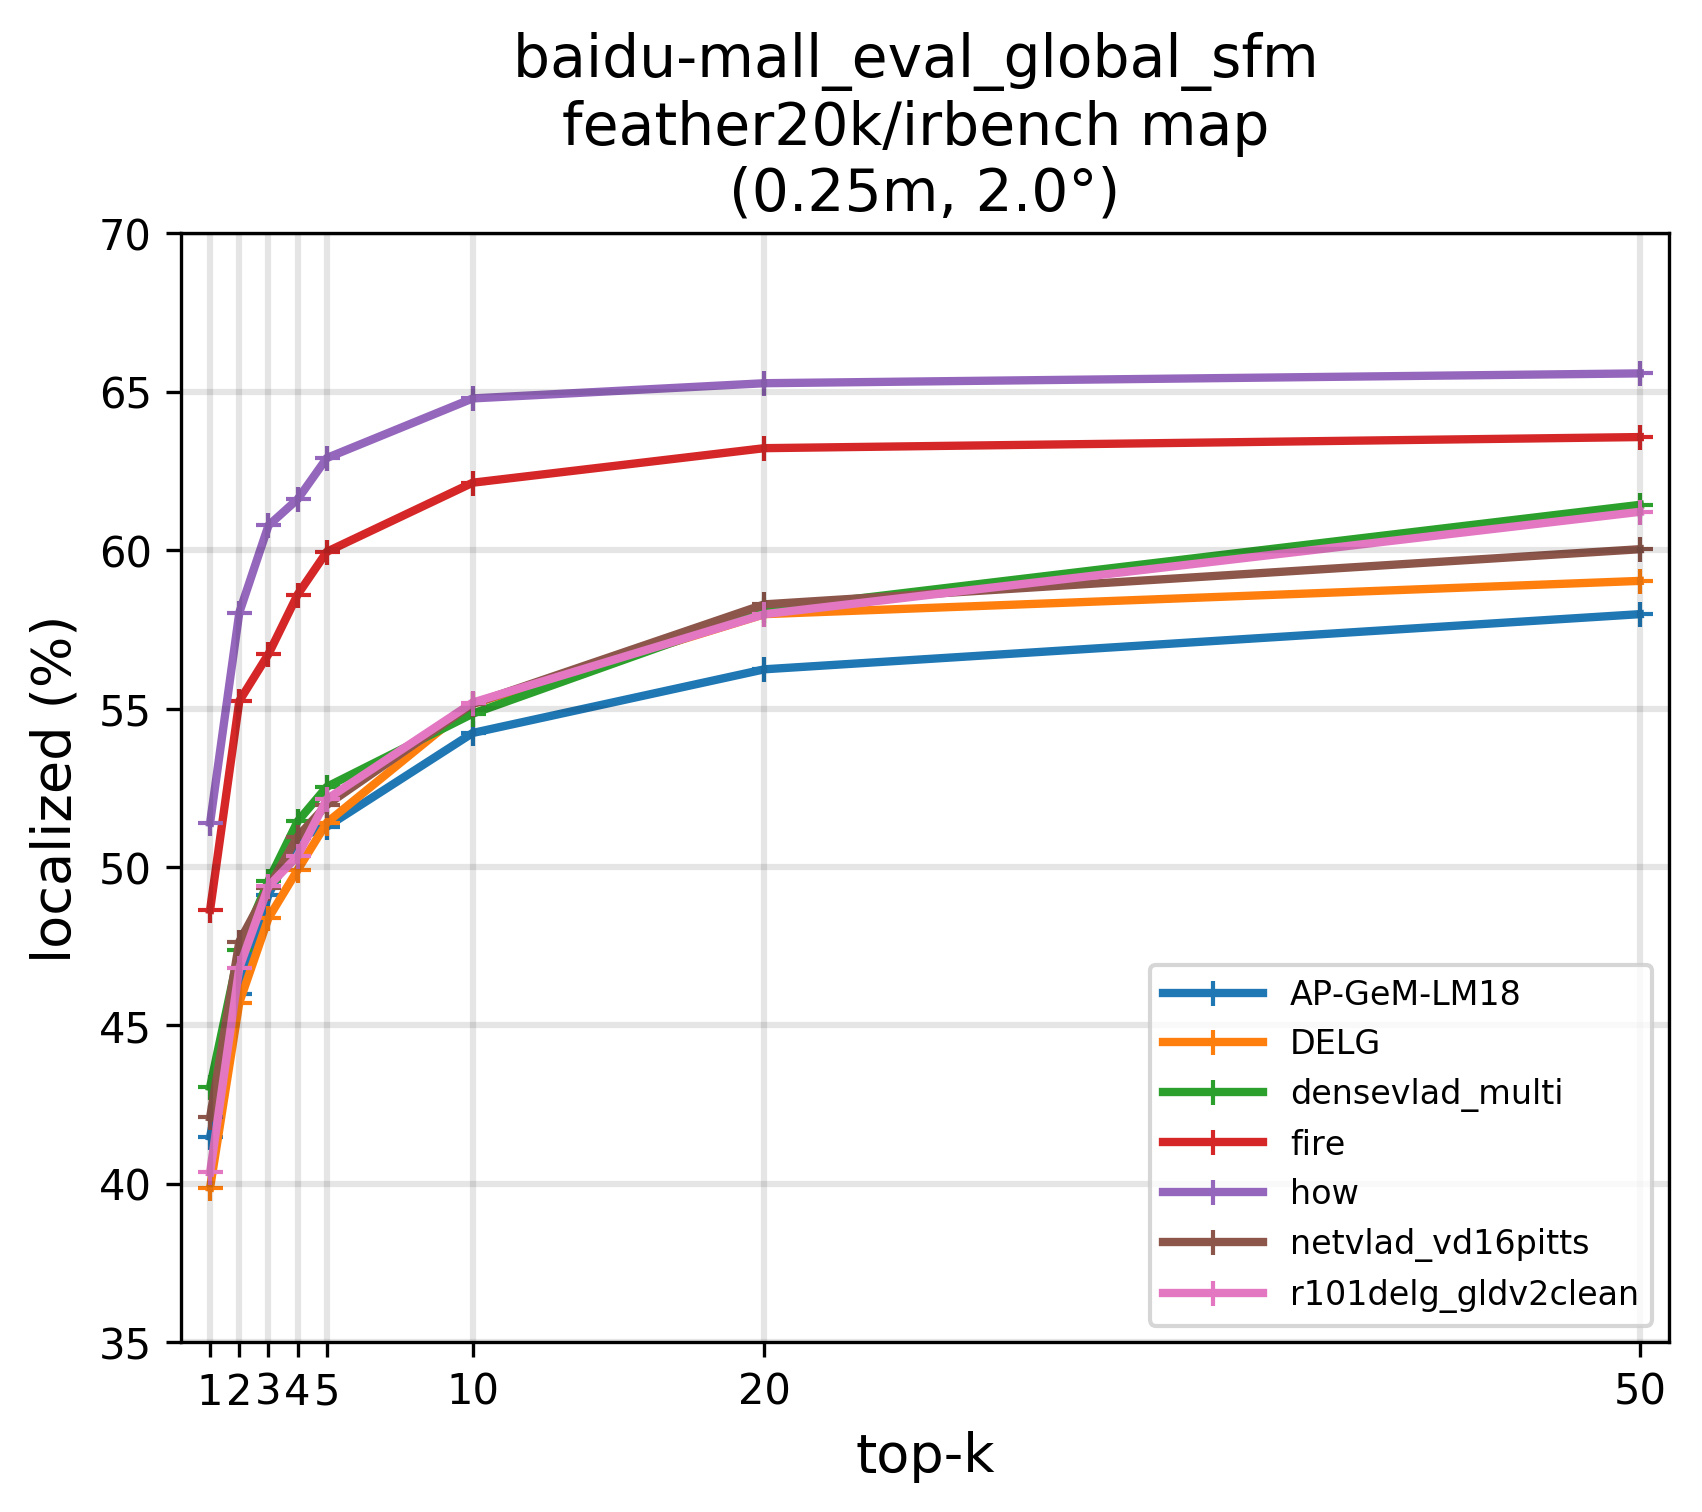 baidu-mall_eval_global_sfm
feather20k/irbench map
(0.25m, 2.0°)
70
65
60
55
50
45
40
35
localized (%)
AP-GeM-LM18
DELG
densevlad_multi
fire
how
netvlad_vd16pitts
r101delg_gldv2clean
1 2 3 4 5 10 20 50
top-k